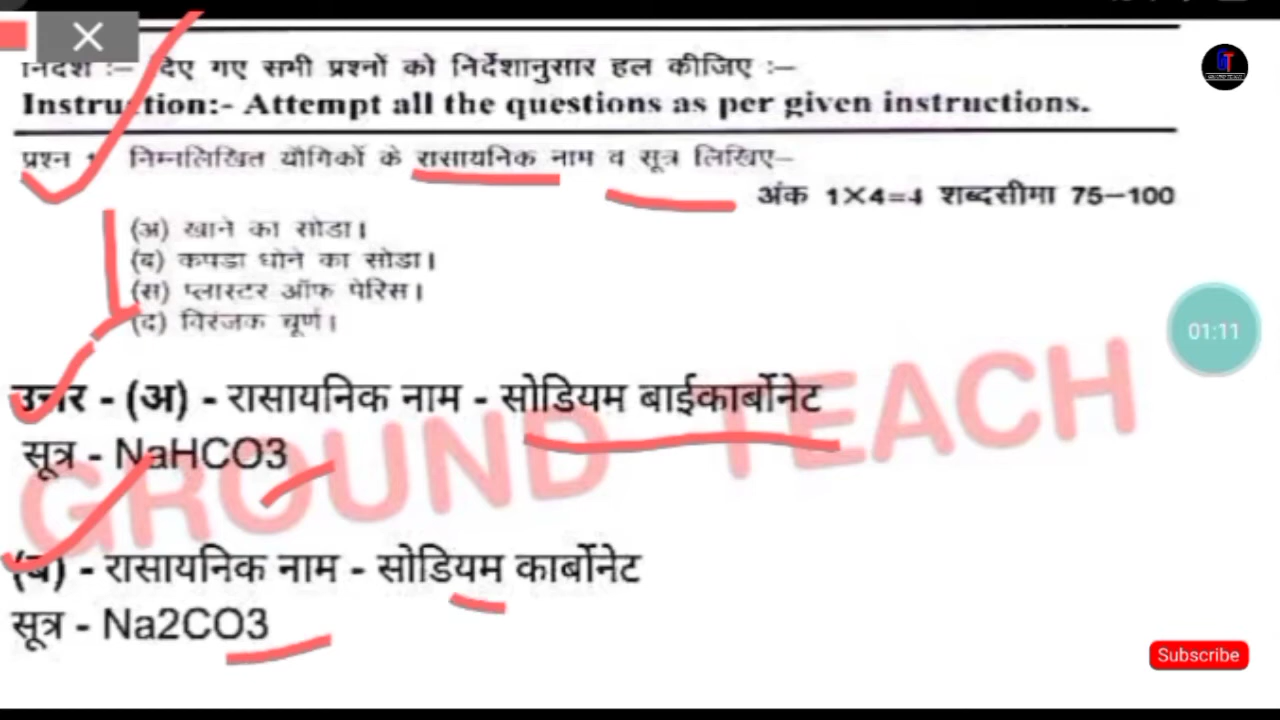 निर्देश :– दिए गए सभी प्रश्नों को निर्देशानुसार हल कीजिए :–
Instruction:- Attempt all the questions as per given instructions.
प्रश्न 1 निम्नलिखित यौगिकों के रासायनिक नाम व सूत्र लिखिए–
अंक 1×4=4 शब्दसीमा 75–100
(अ) खाने का सोडा।
(ब) कपडा धोने का सोडा।
(स) प्लास्टर ऑफ पेरिस।
(द) विरंजक चूर्ण।
01:11
उत्तर - (अ) - रासायनिक नाम - सोडियम बाईकार्बोनेट
सूत्र - NaHCO3
GROUND TEACH
(ब) - रासायनिक नाम - सोडियम कार्बोनेट
सूत्र - Na2CO3
Subscribe